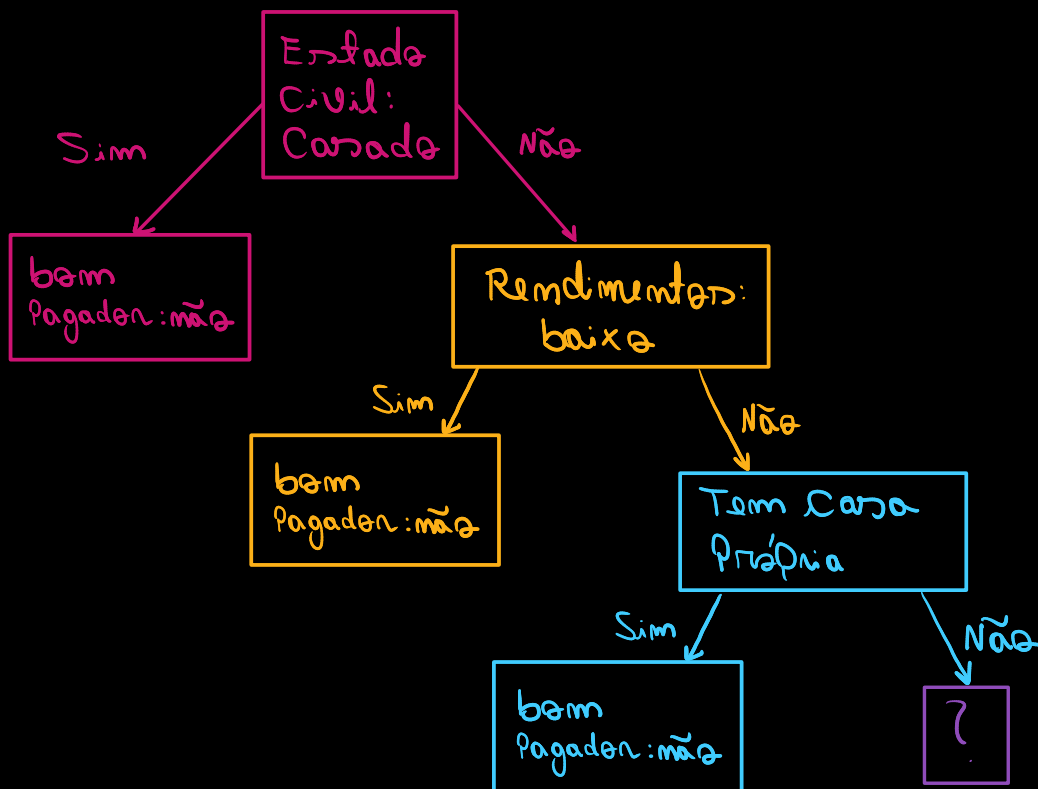 Estado
Civil:
Casado
Sim
Não
bom
Pagador: não
Rendimentos:
baixo
Sim
Não
bom
Pagador: não
Tem Casa
Própria
Sim
Não
bom
Pagador: não
?